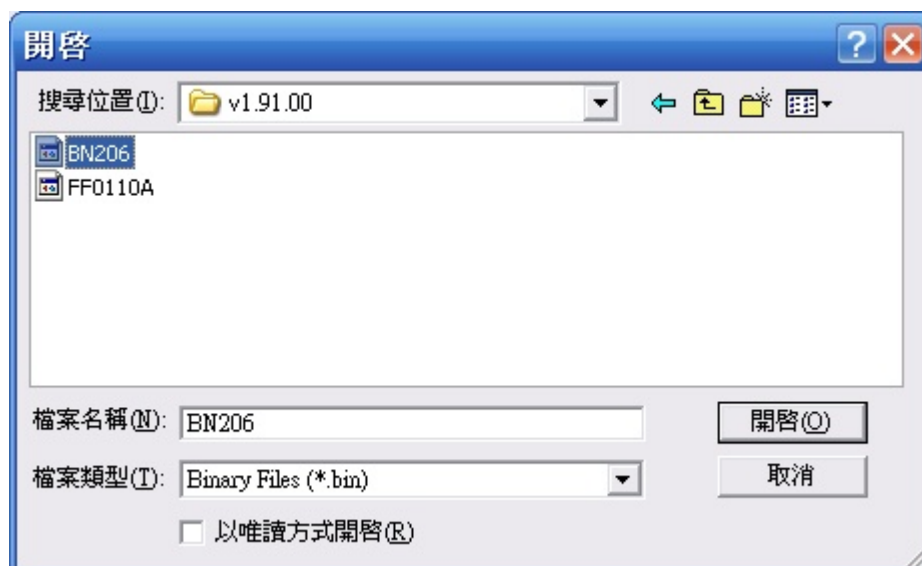 開啓
搜尋位置(I): v1.91.00
BN206
FF0110A
檔案名稱(N): BN206 開啓(O)
檔案類型(T): Binary Files (*.bin) 取消
以唯讀方式開啓(R)